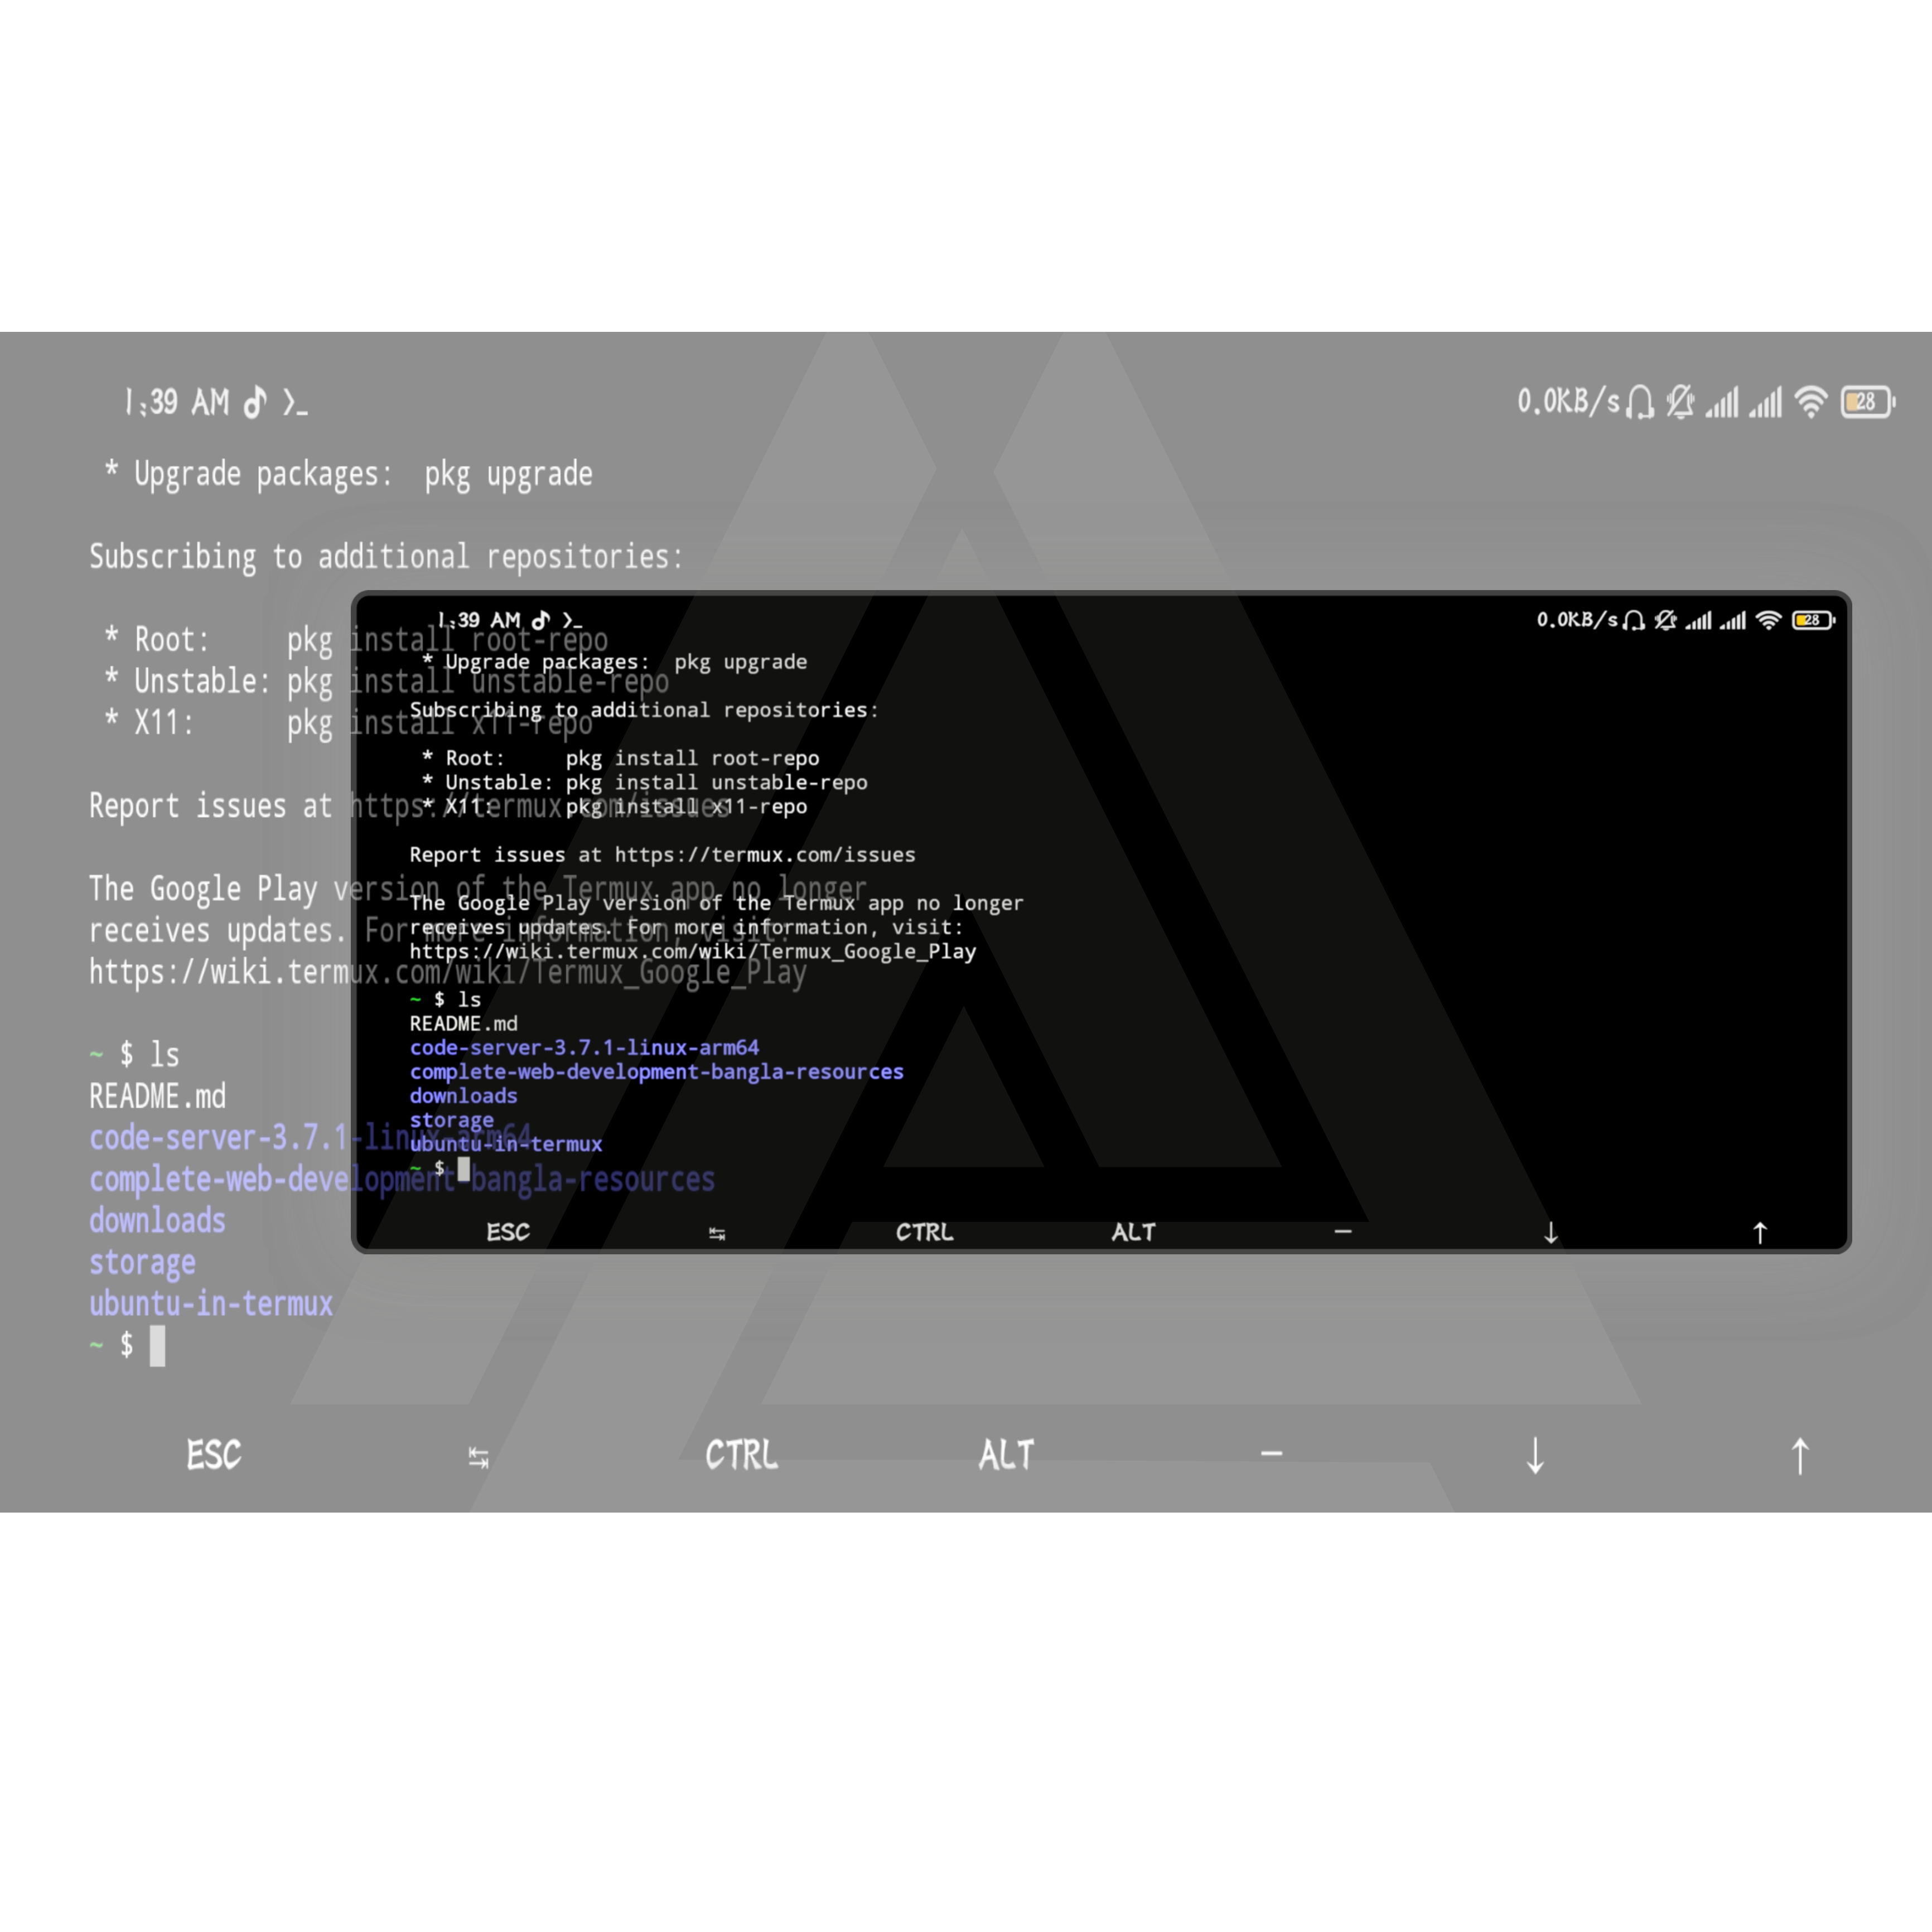 1:39 AM
0.0KB/s 28
* Upgrade packages:  pkg upgrade
Subscribing to additional repositories:
* Root:     pkg install root-repo
* Unstable: pkg install unstable-repo
* X11:      pkg install x11-repo
Report issues at https://termux.com/issues
The Google Play version of the Termux app no longer
receives updates. For more information, visit:
https://wiki.termux.com/wiki/Termux_Google_Play
~ $ ls
README.md
code-server-3.7.1-linux-arm64
complete-web-development-bangla-resources
downloads
storage
ubuntu-in-termux
~ $
ESC ↹ CTRL ALT — ↓ ↑
1:39 AM
0.0KB/s 28
* Upgrade packages:  pkg upgrade
Subscribing to additional repositories:
* Root:     pkg install root-repo
* Unstable: pkg install unstable-repo
* X11:      pkg install x11-repo
Report issues at https://termux.com/issues
The Google Play version of the Termux app no longer
receives updates. For more information, visit:
https://wiki.termux.com/wiki/Termux_Google_Play
~ $ ls
README.md
code-server-3.7.1-linux-arm64
complete-web-development-bangla-resources
downloads
storage
ubuntu-in-termux
~ $
ESC ↹ CTRL ALT — ↓ ↑